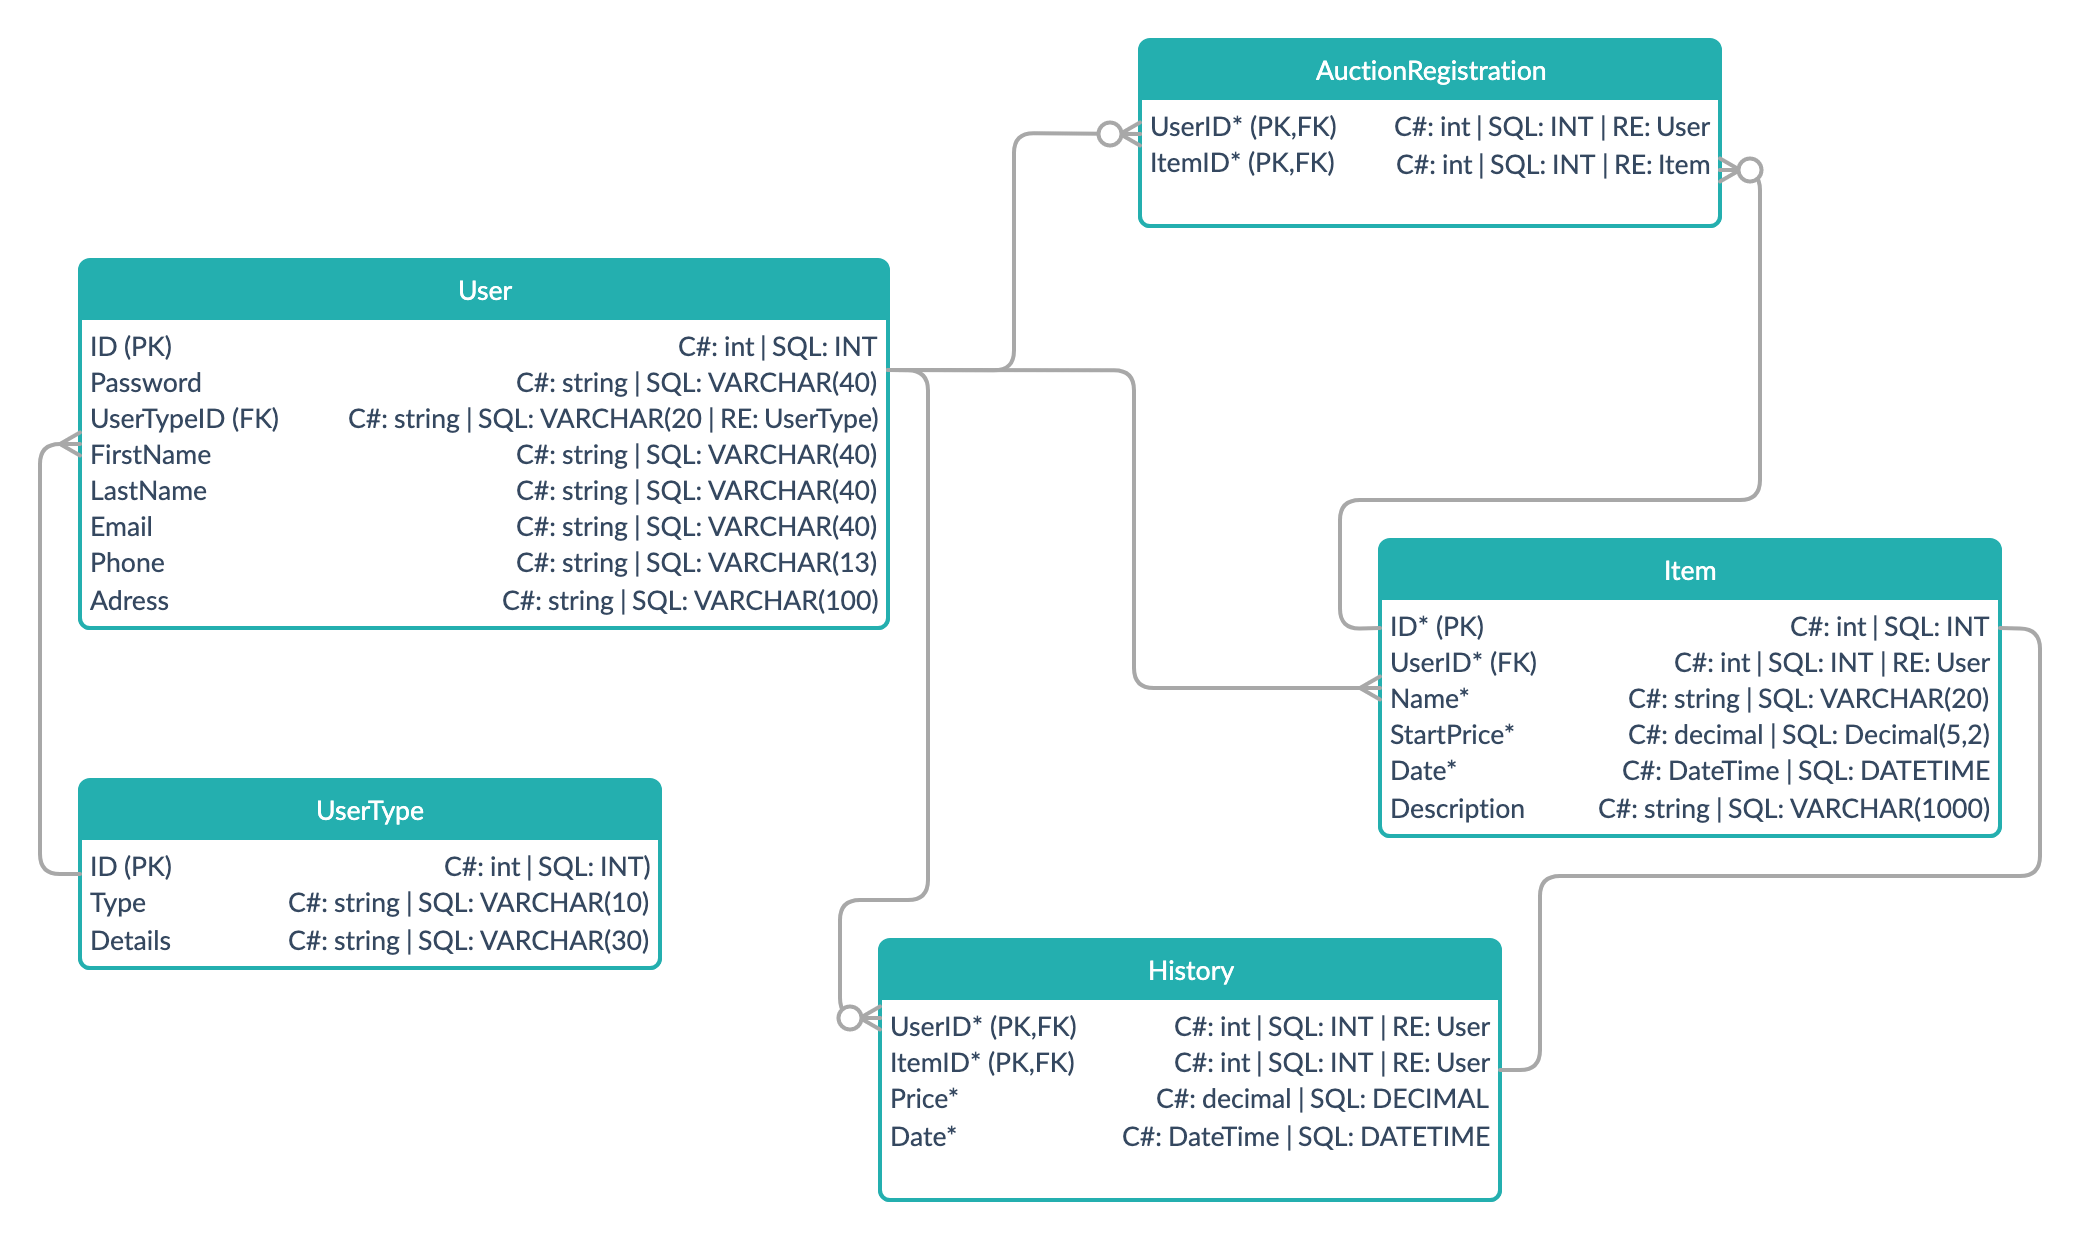 AuctionRegistration
UserID* (PK,FK) C#: int | SQL: INT | RE: User
ItemID* (PK,FK) C#: int | SQL: INT | RE: Item
User
ID (PK) C#: int | SQL: INT
Password C#: string | SQL: VARCHAR(40)
UserTypeID (FK) C#: string | SQL: VARCHAR(20 | RE: UserType)
FirstName C#: string | SQL: VARCHAR(40)
LastName C#: string | SQL: VARCHAR(40)
Email C#: string | SQL: VARCHAR(40)
Phone C#: string | SQL: VARCHAR(13)
Adress C#: string | SQL: VARCHAR(100)
Item
ID* (PK) C#: int | SQL: INT
UserID* (FK) C#: int | SQL: INT | RE: User
Name* C#: string | SQL: VARCHAR(20)
StartPrice* C#: decimal | SQL: Decimal(5,2)
Date* C#: DateTime | SQL: DATETIME
Description C#: string | SQL: VARCHAR(1000)
UserType
ID (PK) C#: int | SQL: INT)
Type C#: string | SQL: VARCHAR(10)
Details C#: string | SQL: VARCHAR(30)
History
UserID* (PK,FK) C#: int | SQL: INT | RE: User
ItemID* (PK,FK) C#: int | SQL: INT | RE: User
Price* C#: decimal | SQL: DECIMAL
Date* C#: DateTime | SQL: DATETIME